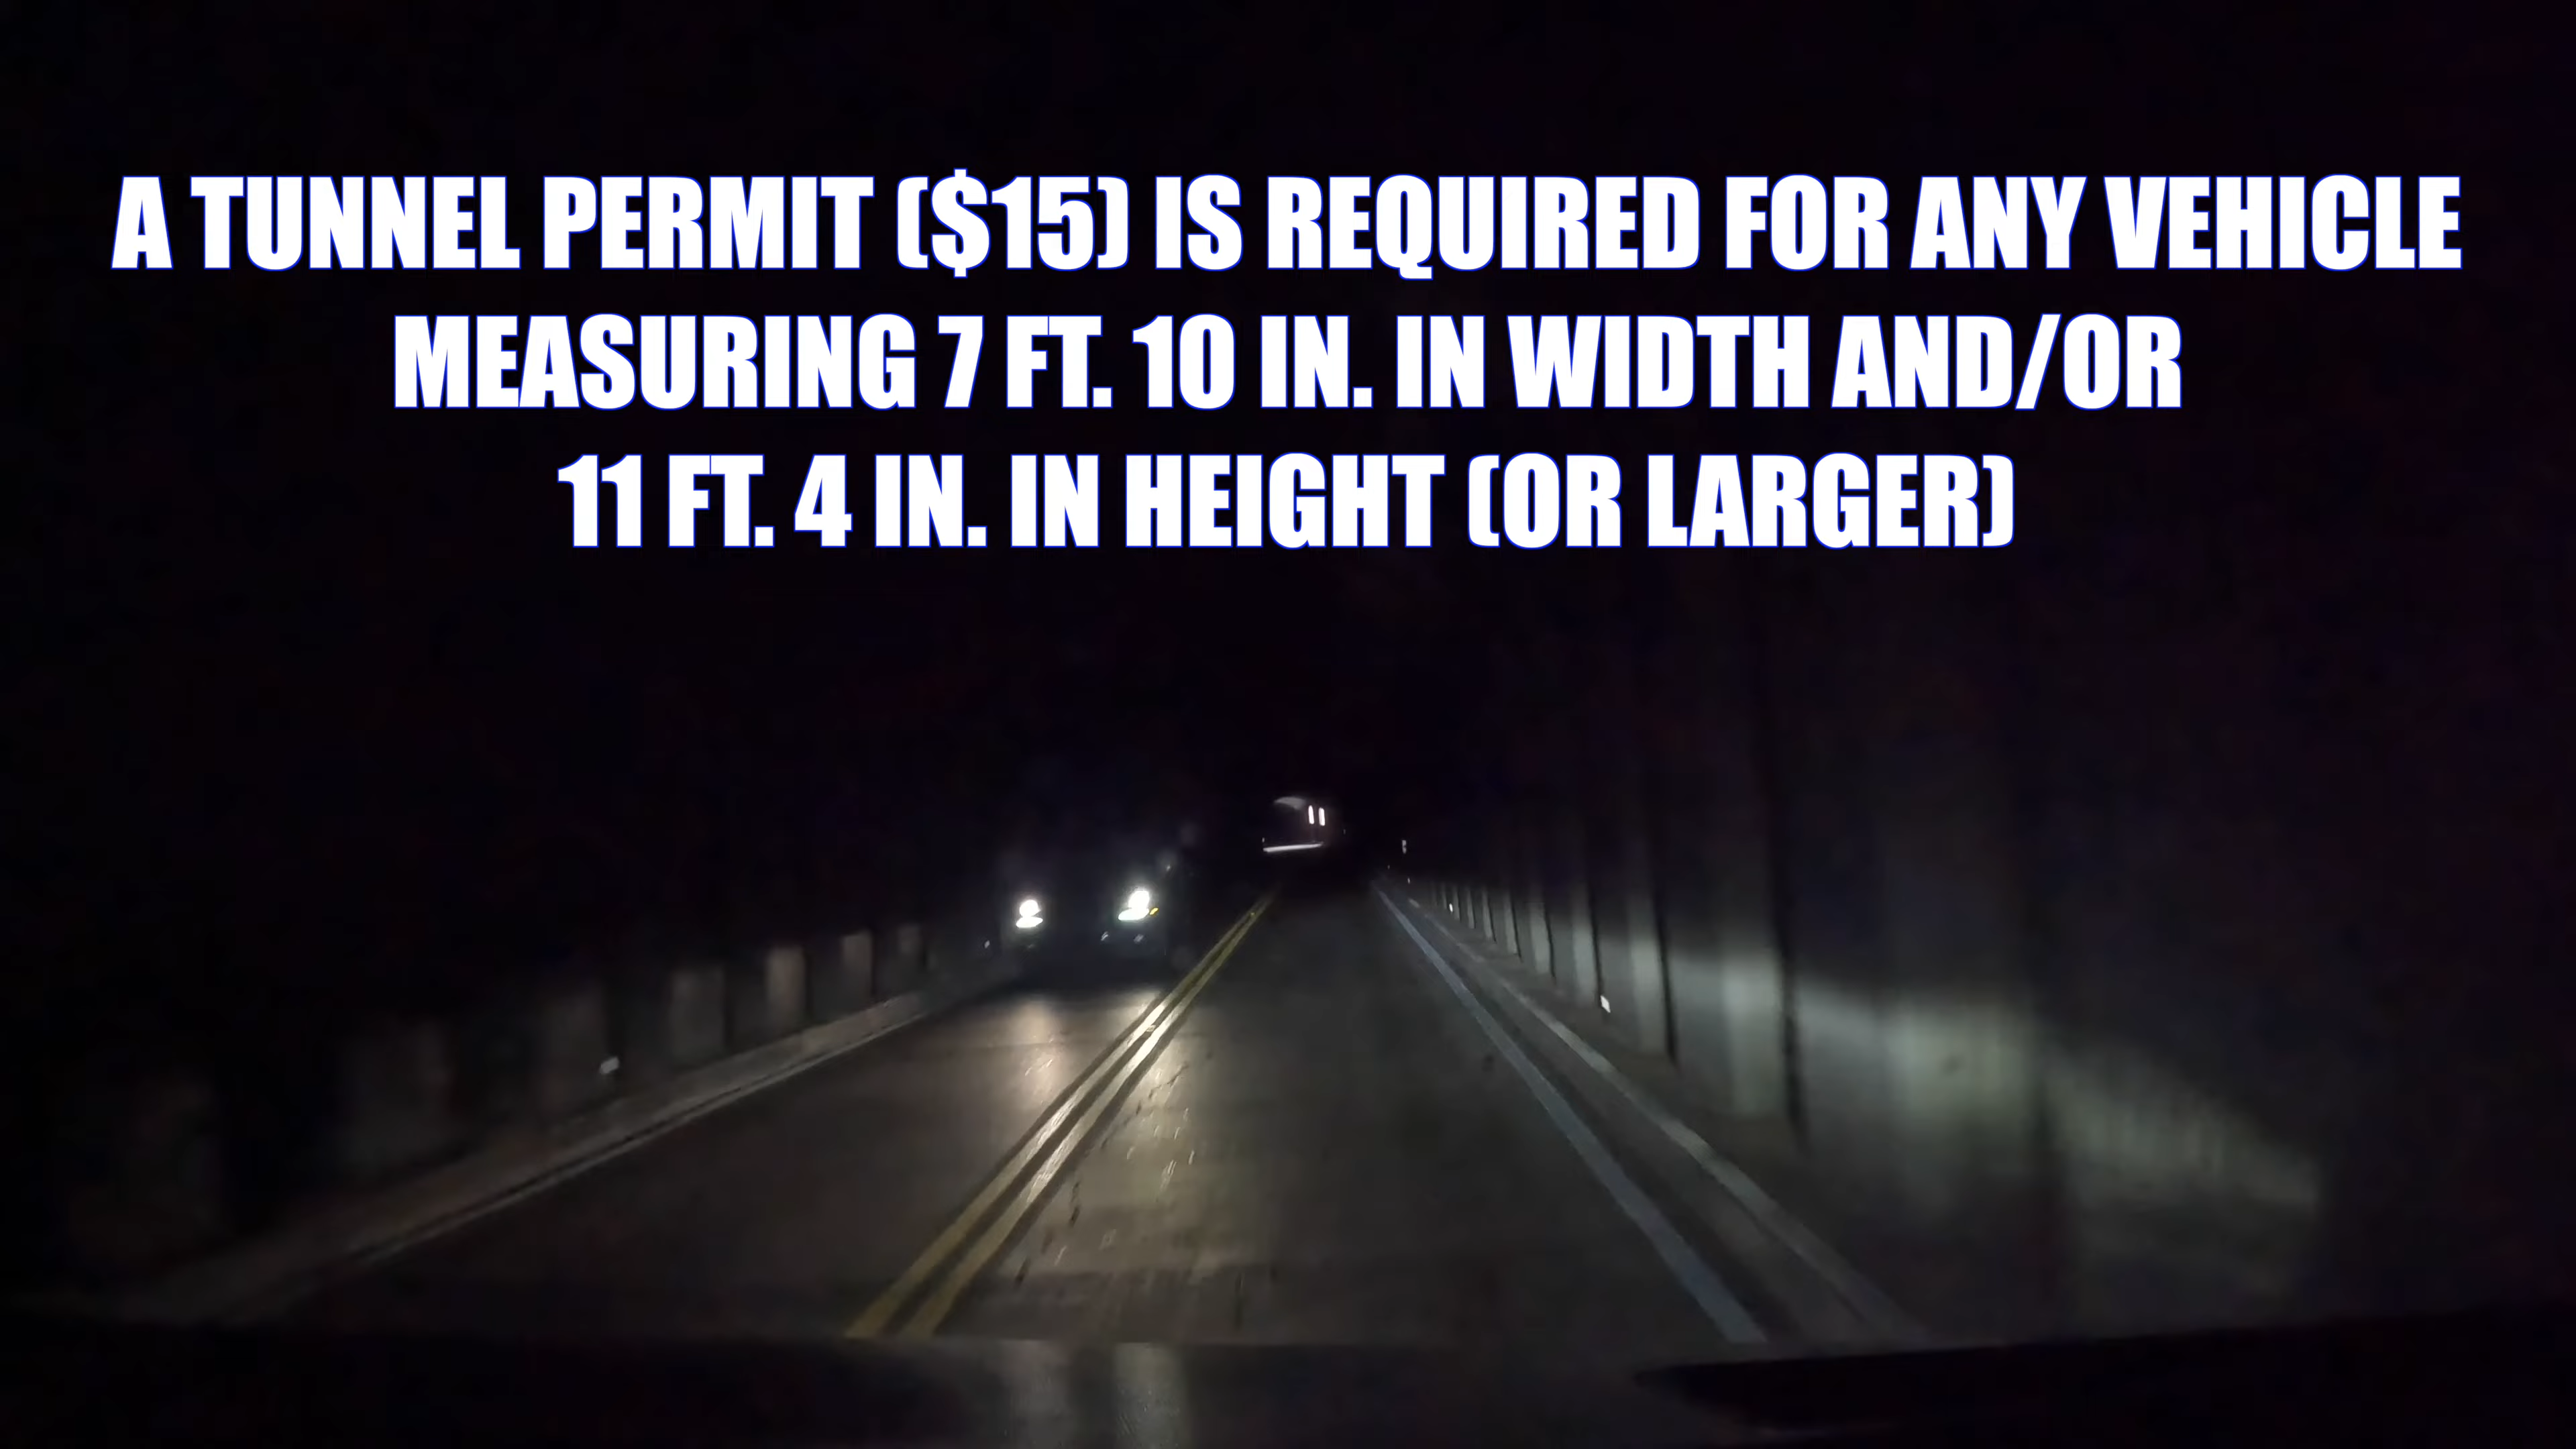 A TUNNEL PERMIT ($15) IS REQUIRED FOR ANY VEHICLE
MEASURING 7 FT. 10 IN. IN WIDTH AND/OR
11 FT. 4 IN. IN HEIGHT (OR LARGER)